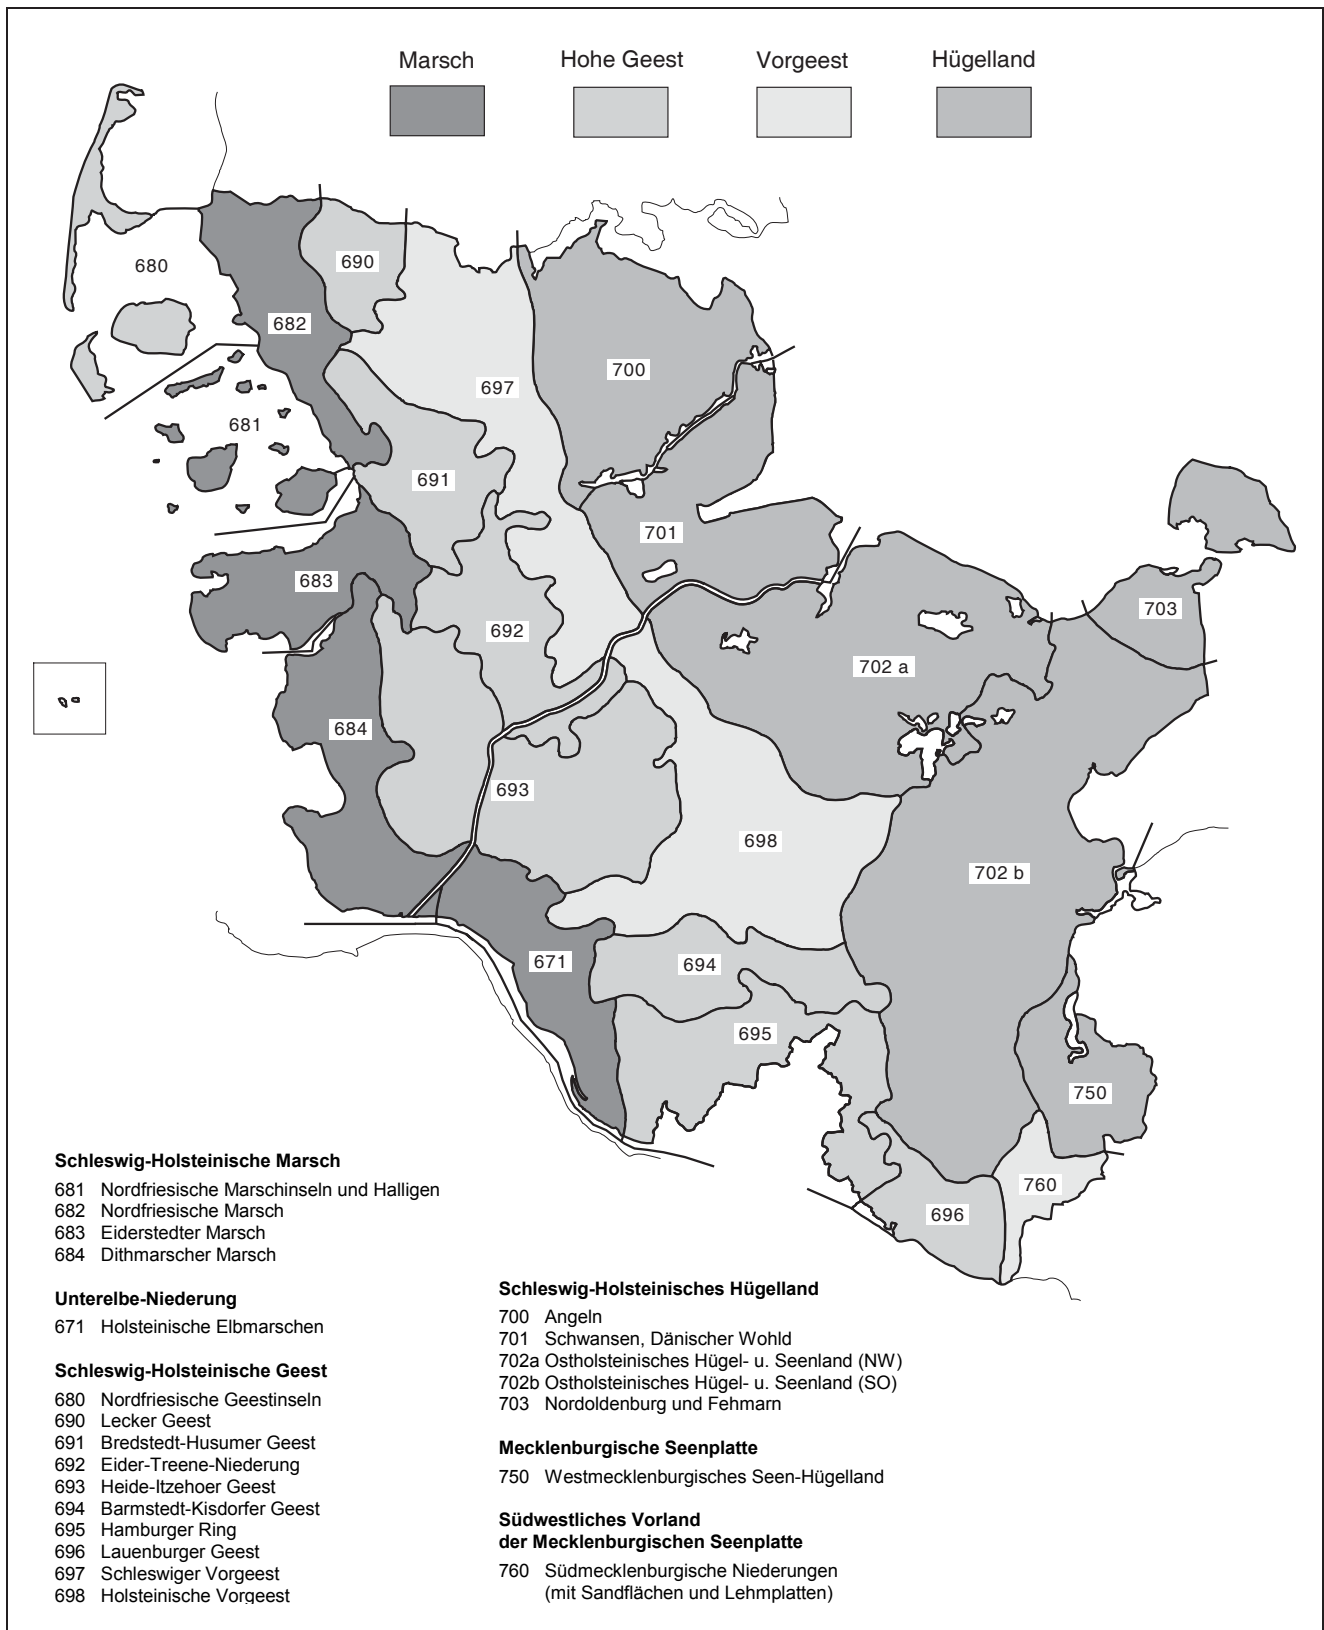 Marsch Hohe Geest Vorgeest Hügelland
680
690
682
700
697
681
691
701
683
703
692
702 a
684
693
698
702 b
671
694
695
750
760
696
Schleswig-Holsteinische Marsch
681 Nordfriesische Marschinseln und Halligen
682 Nordfriesische Marsch
683 Eiderstedter Marsch
684 Dithmarscher Marsch
Unterelbe-Niederung
671 Holsteinische Elbmarschen
Schleswig-Holsteinische Geest
680 Nordfriesische Geestinseln
690 Lecker Geest
691 Bredstedt-Husumer Geest
692 Eider-Treene-Niederung
693 Heide-Itzehoer Geest
694 Barmstedt-Kisdorfer Geest
695 Hamburger Ring
696 Lauenburger Geest
697 Schleswiger Vorgeest
698 Holsteinische Vorgeest
Schleswig-Holsteinisches Hügelland
700 Angeln
701 Schwansen, Dänischer Wohld
702a Ostholsteinisches Hügel- u. Seenland (NW)
702b Ostholsteinisches Hügel- u. Seenland (SO)
703 Nordoldenburg und Fehmarn
Mecklenburgische Seenplatte
750 Westmecklenburgisches Seen-Hügelland
Südwestliches Vorland
der Mecklenburgischen Seenplatte
760 Südmecklenburgische Niederungen
(mit Sandflächen und Lehmplatten)